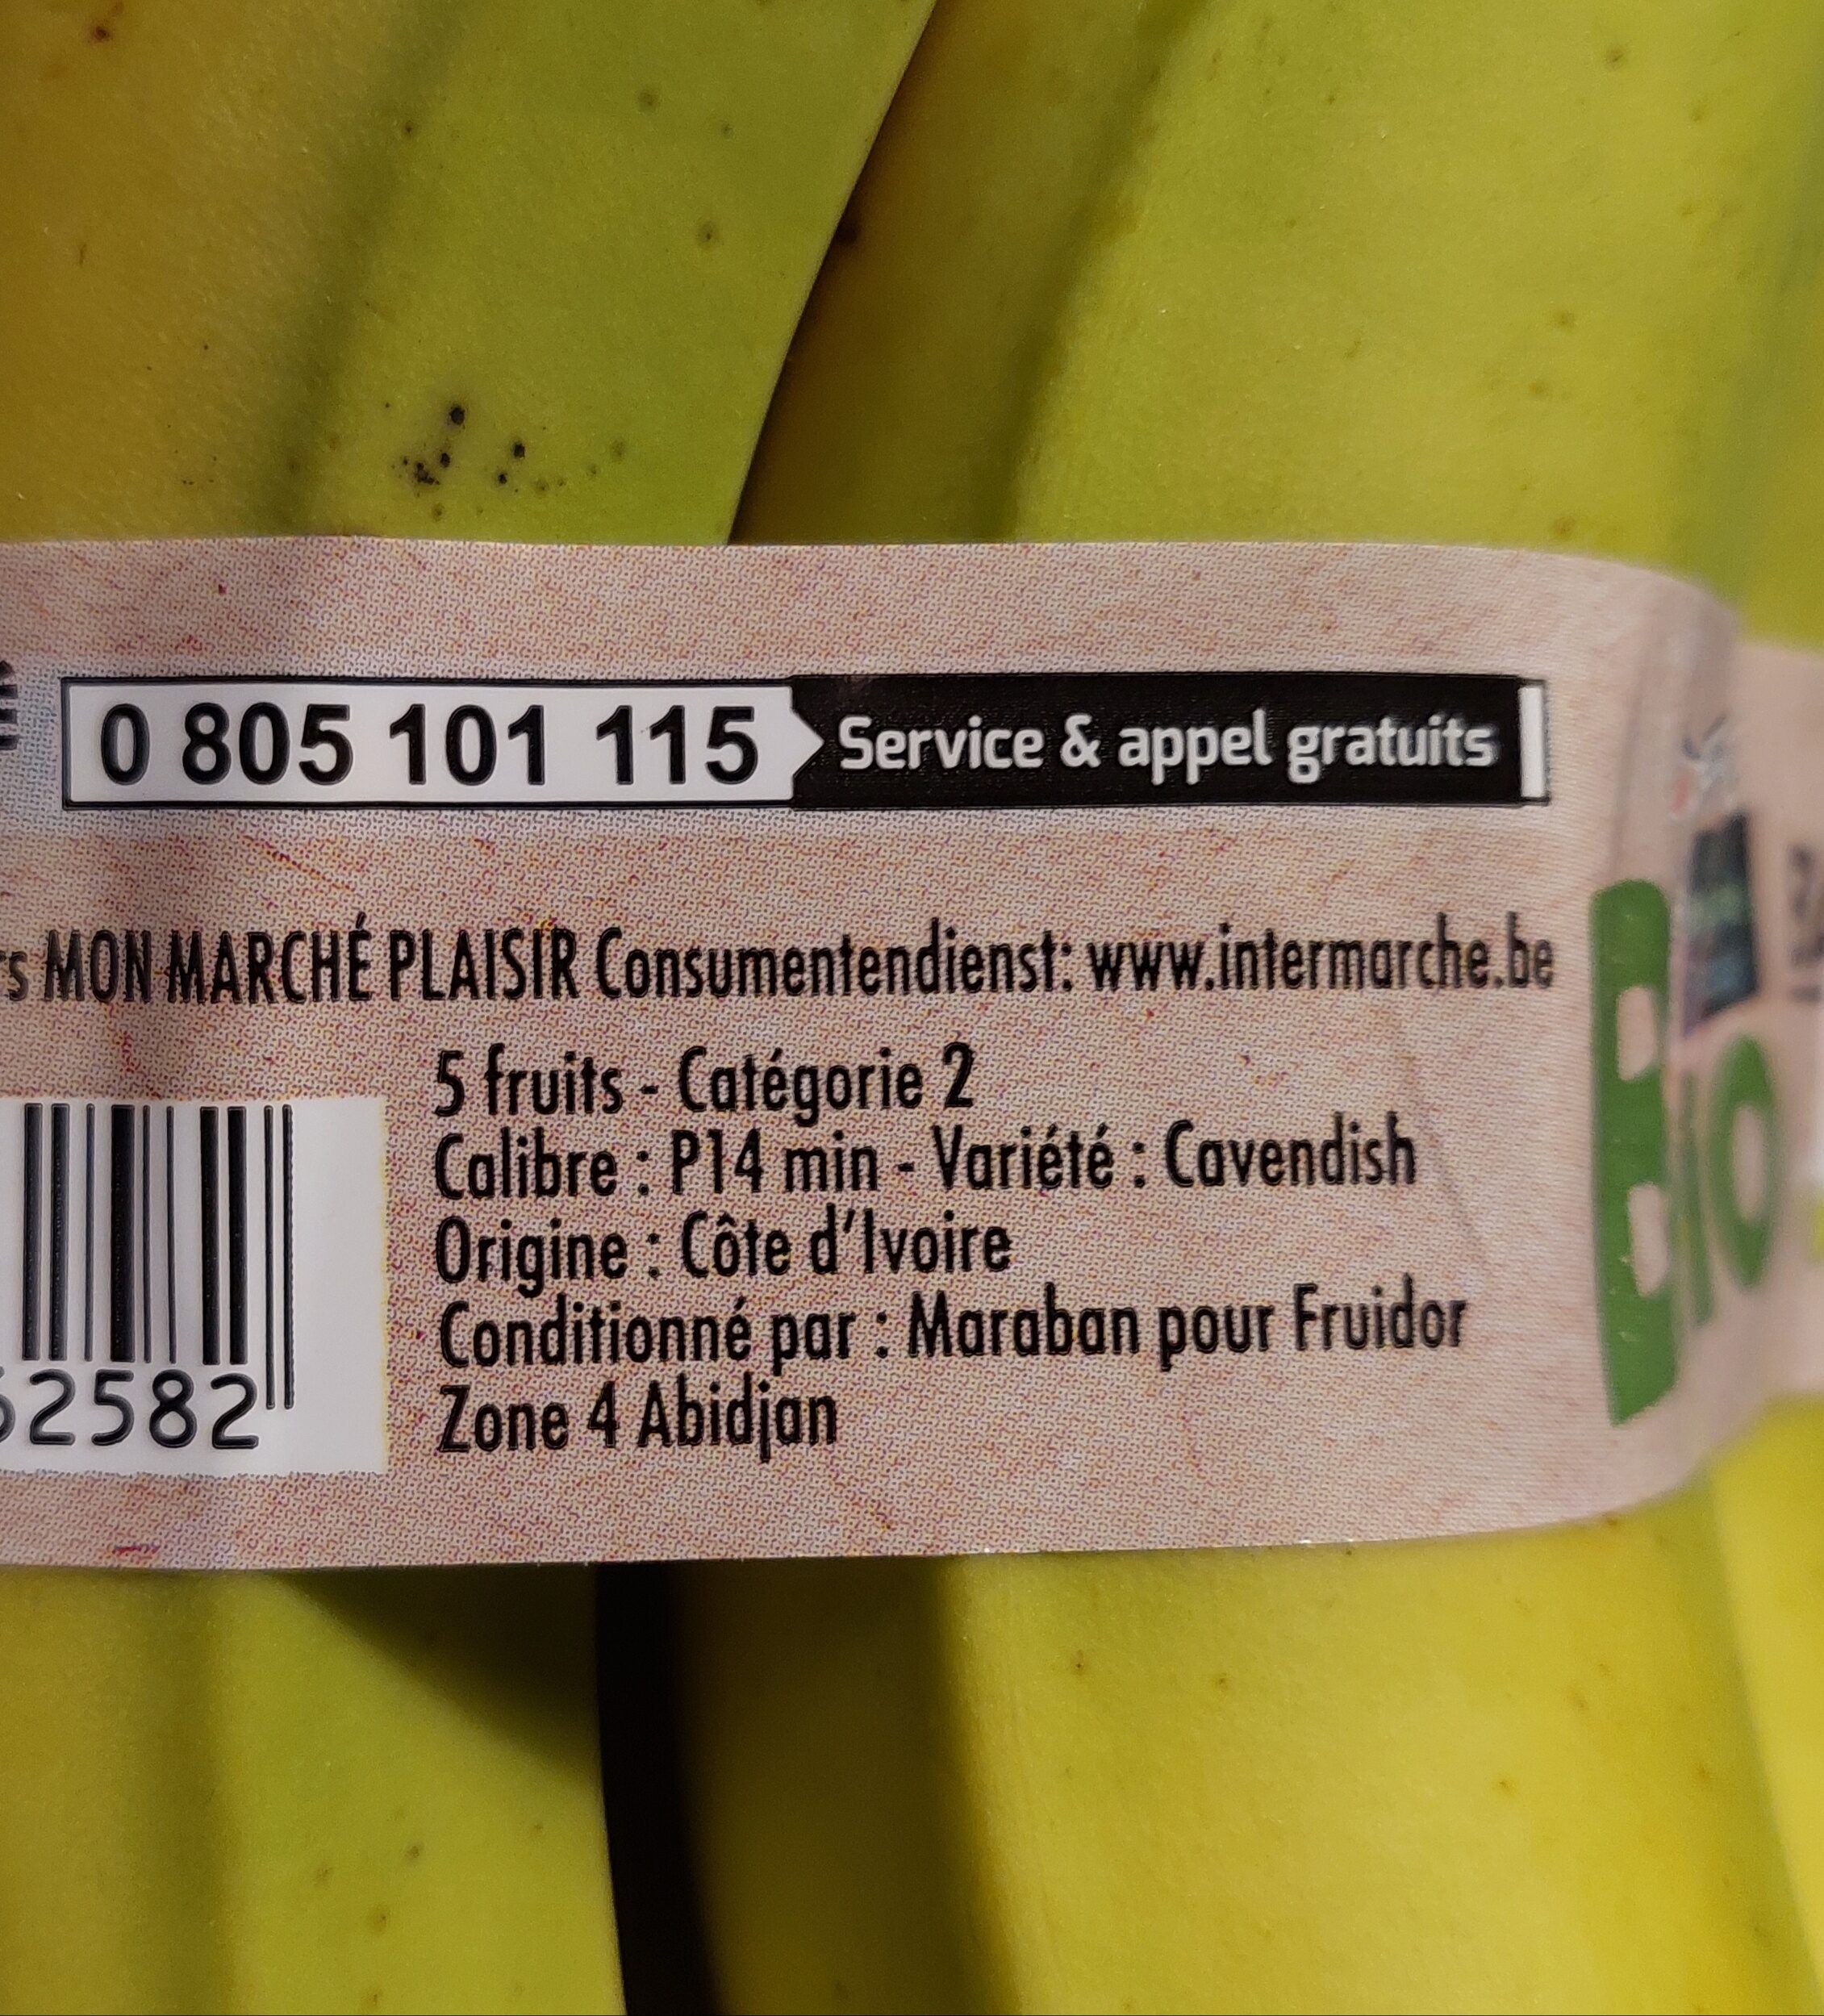 0 805 101 115 Service & appel gratuits
MON MARCHÉ PLAISIR Consumentendienst: www.intermarche.be
5 fruits - Catégorie 2
Calibre : P14 min - Variété : Cavendish
Origine : Côte d'Ivoire
Conditionné par : Maraban pour Fruidor
Zone 4 Abidjan
2582
Bio